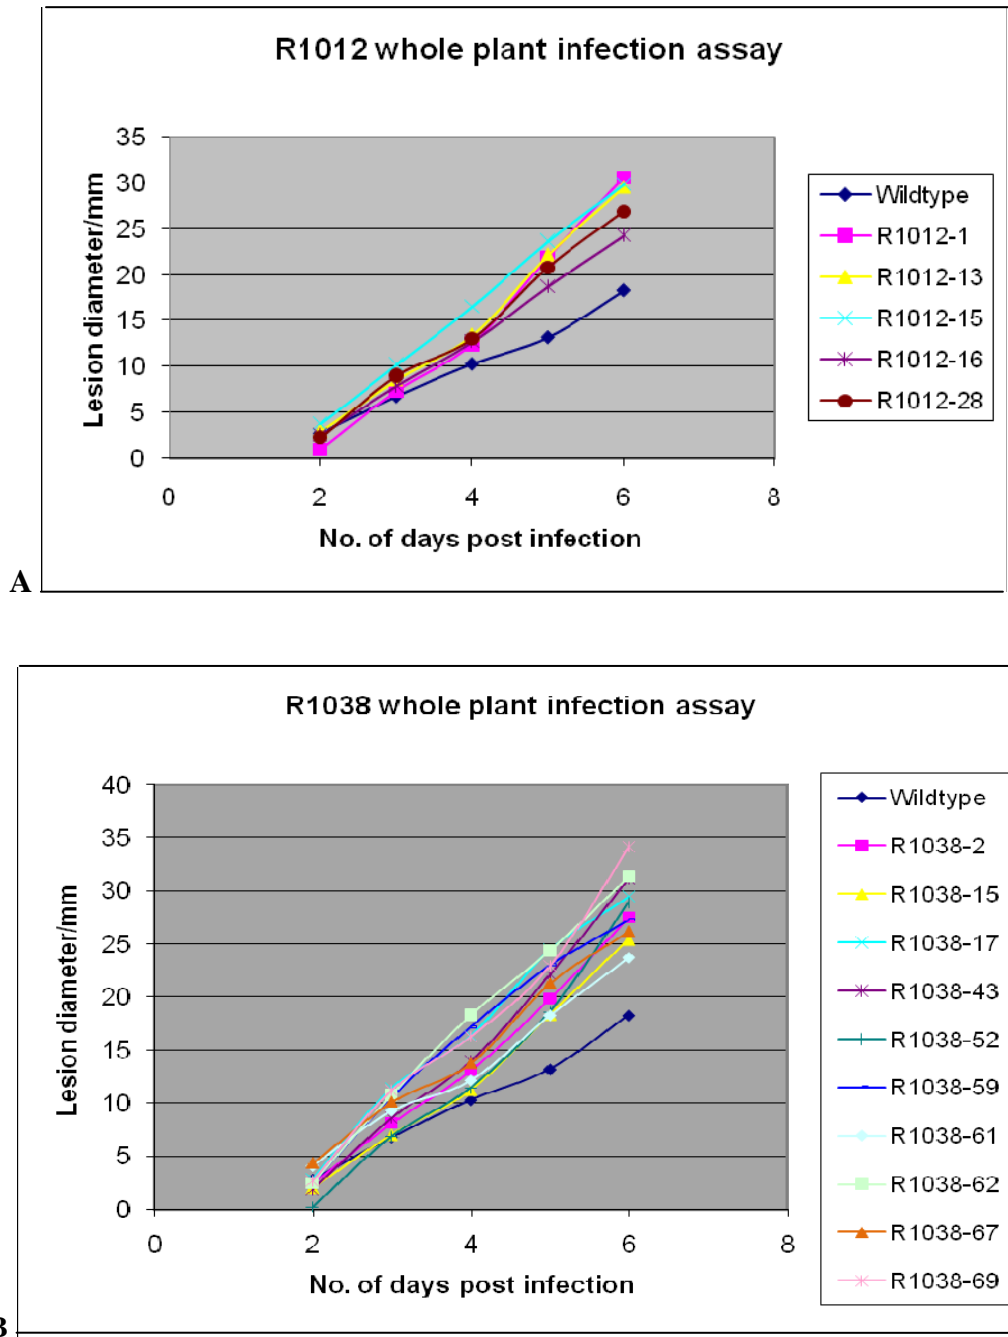 R1012 whole plant infection assay
35
30
25
20
15
10
5
0
Lesion diameter/mm
0 2 4 6 8
No. of days post infection
Wildtype
R1012-1
R1012-13
R1012-15
R1012-16
R1012-28
A
R1038 whole plant infection assay
40
35
30
25
20
15
10
5
0
Lesion diameter/mm
0 2 4 6 8
No. of days post infection
Wildtype
R1038-2
R1038-15
R1038-17
R1038-43
R1038-52
R1038-59
R1038-61
R1038-62
R1038-67
R1038-69
B